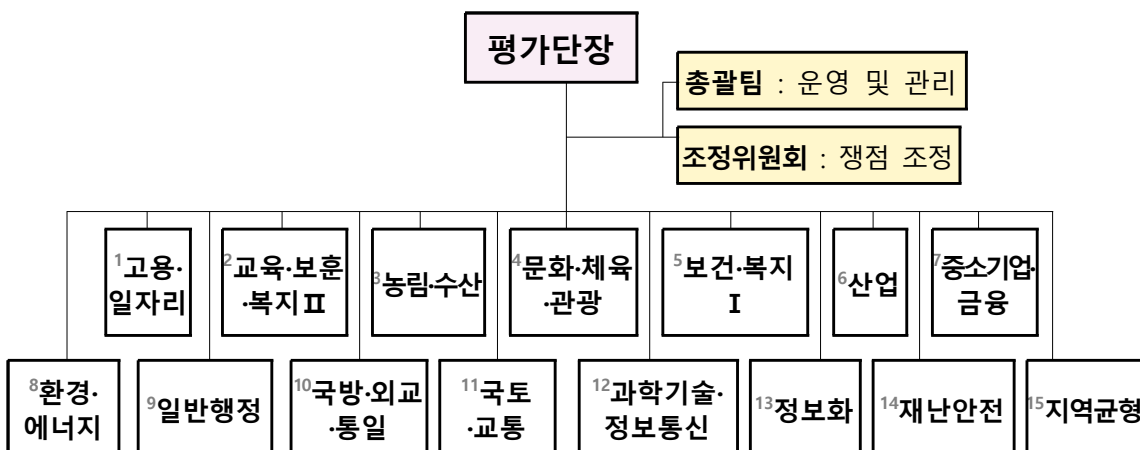 평가단장
총괄팀 : 운영 및 관리
조정위원회 : 쟁점 조정
1고용·
일자리
2교육·보훈
·복지Ⅱ
3농림·수산
4문화·체육
·관광
5보건·복지
Ⅰ
6산업
7중소기업·
금융
8환경·
에너지
9일반행정
10국방·외교
·통일
11국토
·교통
12과학기술·
정보통신
13정보화
14재난안전
15지역균형